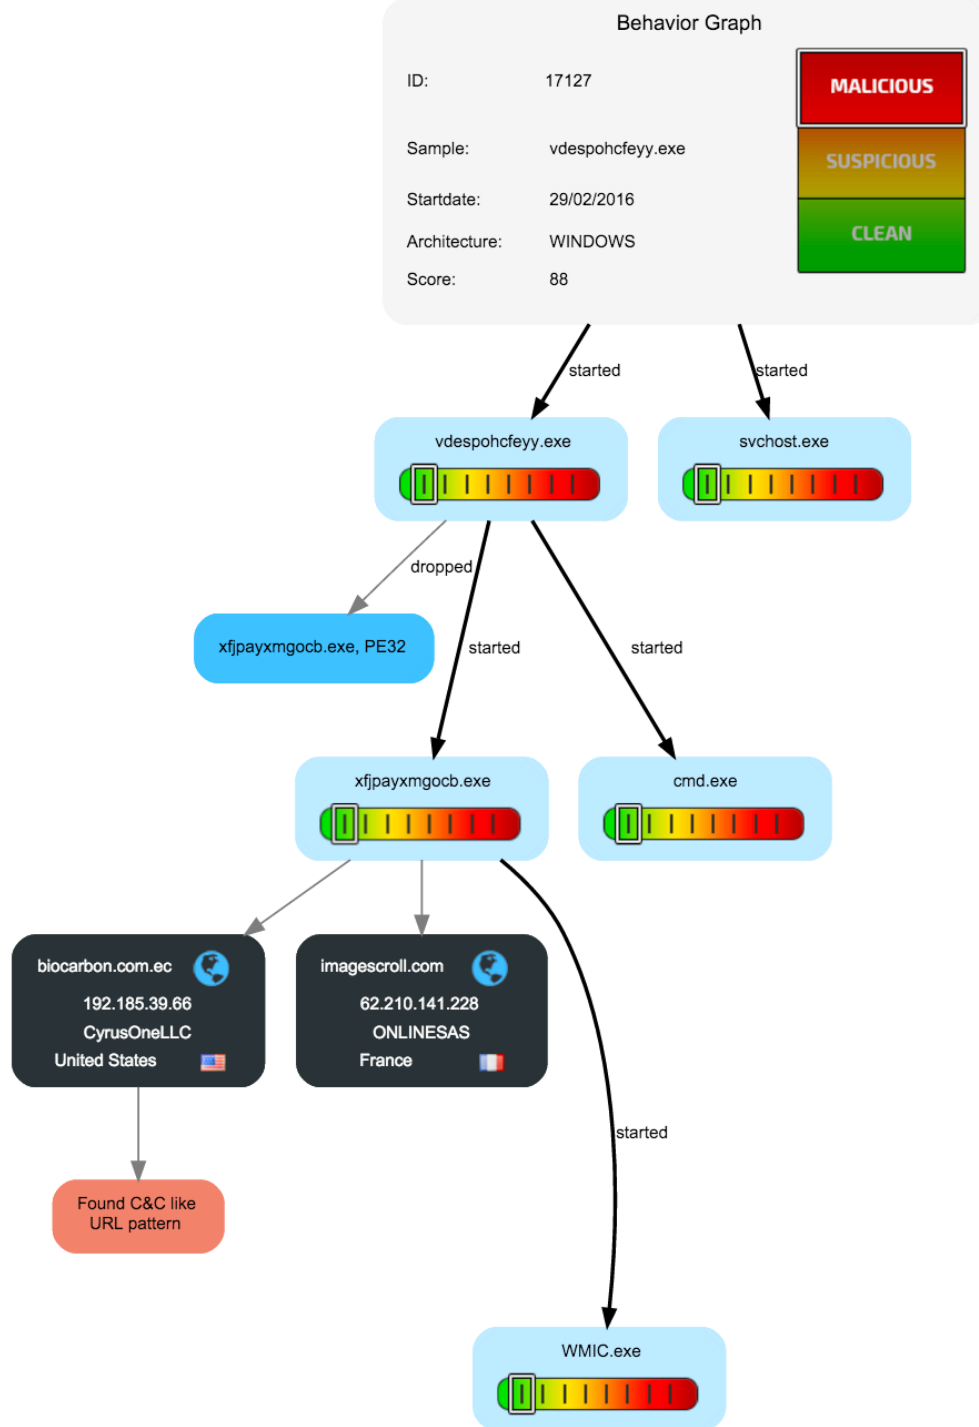 Behavior Graph
ID: 17127
MALICIOUS
Sample: vdespohcfeyy.exe
SUSPICIOUS
Startdate: 29/02/2016
Architecture: WINDOWS
CLEAN
Score: 88
started
started
vdespohcfeyy.exe
svchost.exe
dropped
xfjpayxmgocb.exe, PE32
started
started
xfjpayxmgocb.exe
cmd.exe
biocarbon.com.ec
192.185.39.66
CyrusOneLLC
United States
imagescroll.com
62.210.141.228
ONLINESAS
France
started
Found C&C like
URL pattern
WMIC.exe